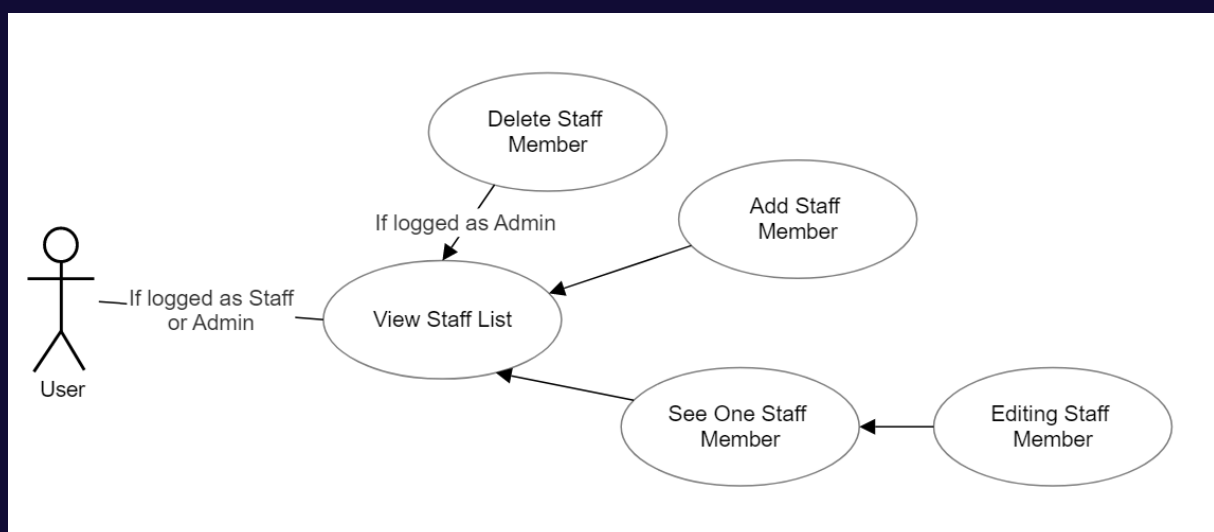 Delete Staff
Member
Add Staff
Member
If logged as Admin
If logged as Staff
or Admin
View Staff List
User
See One Staff
Member
Editing Staff
Member